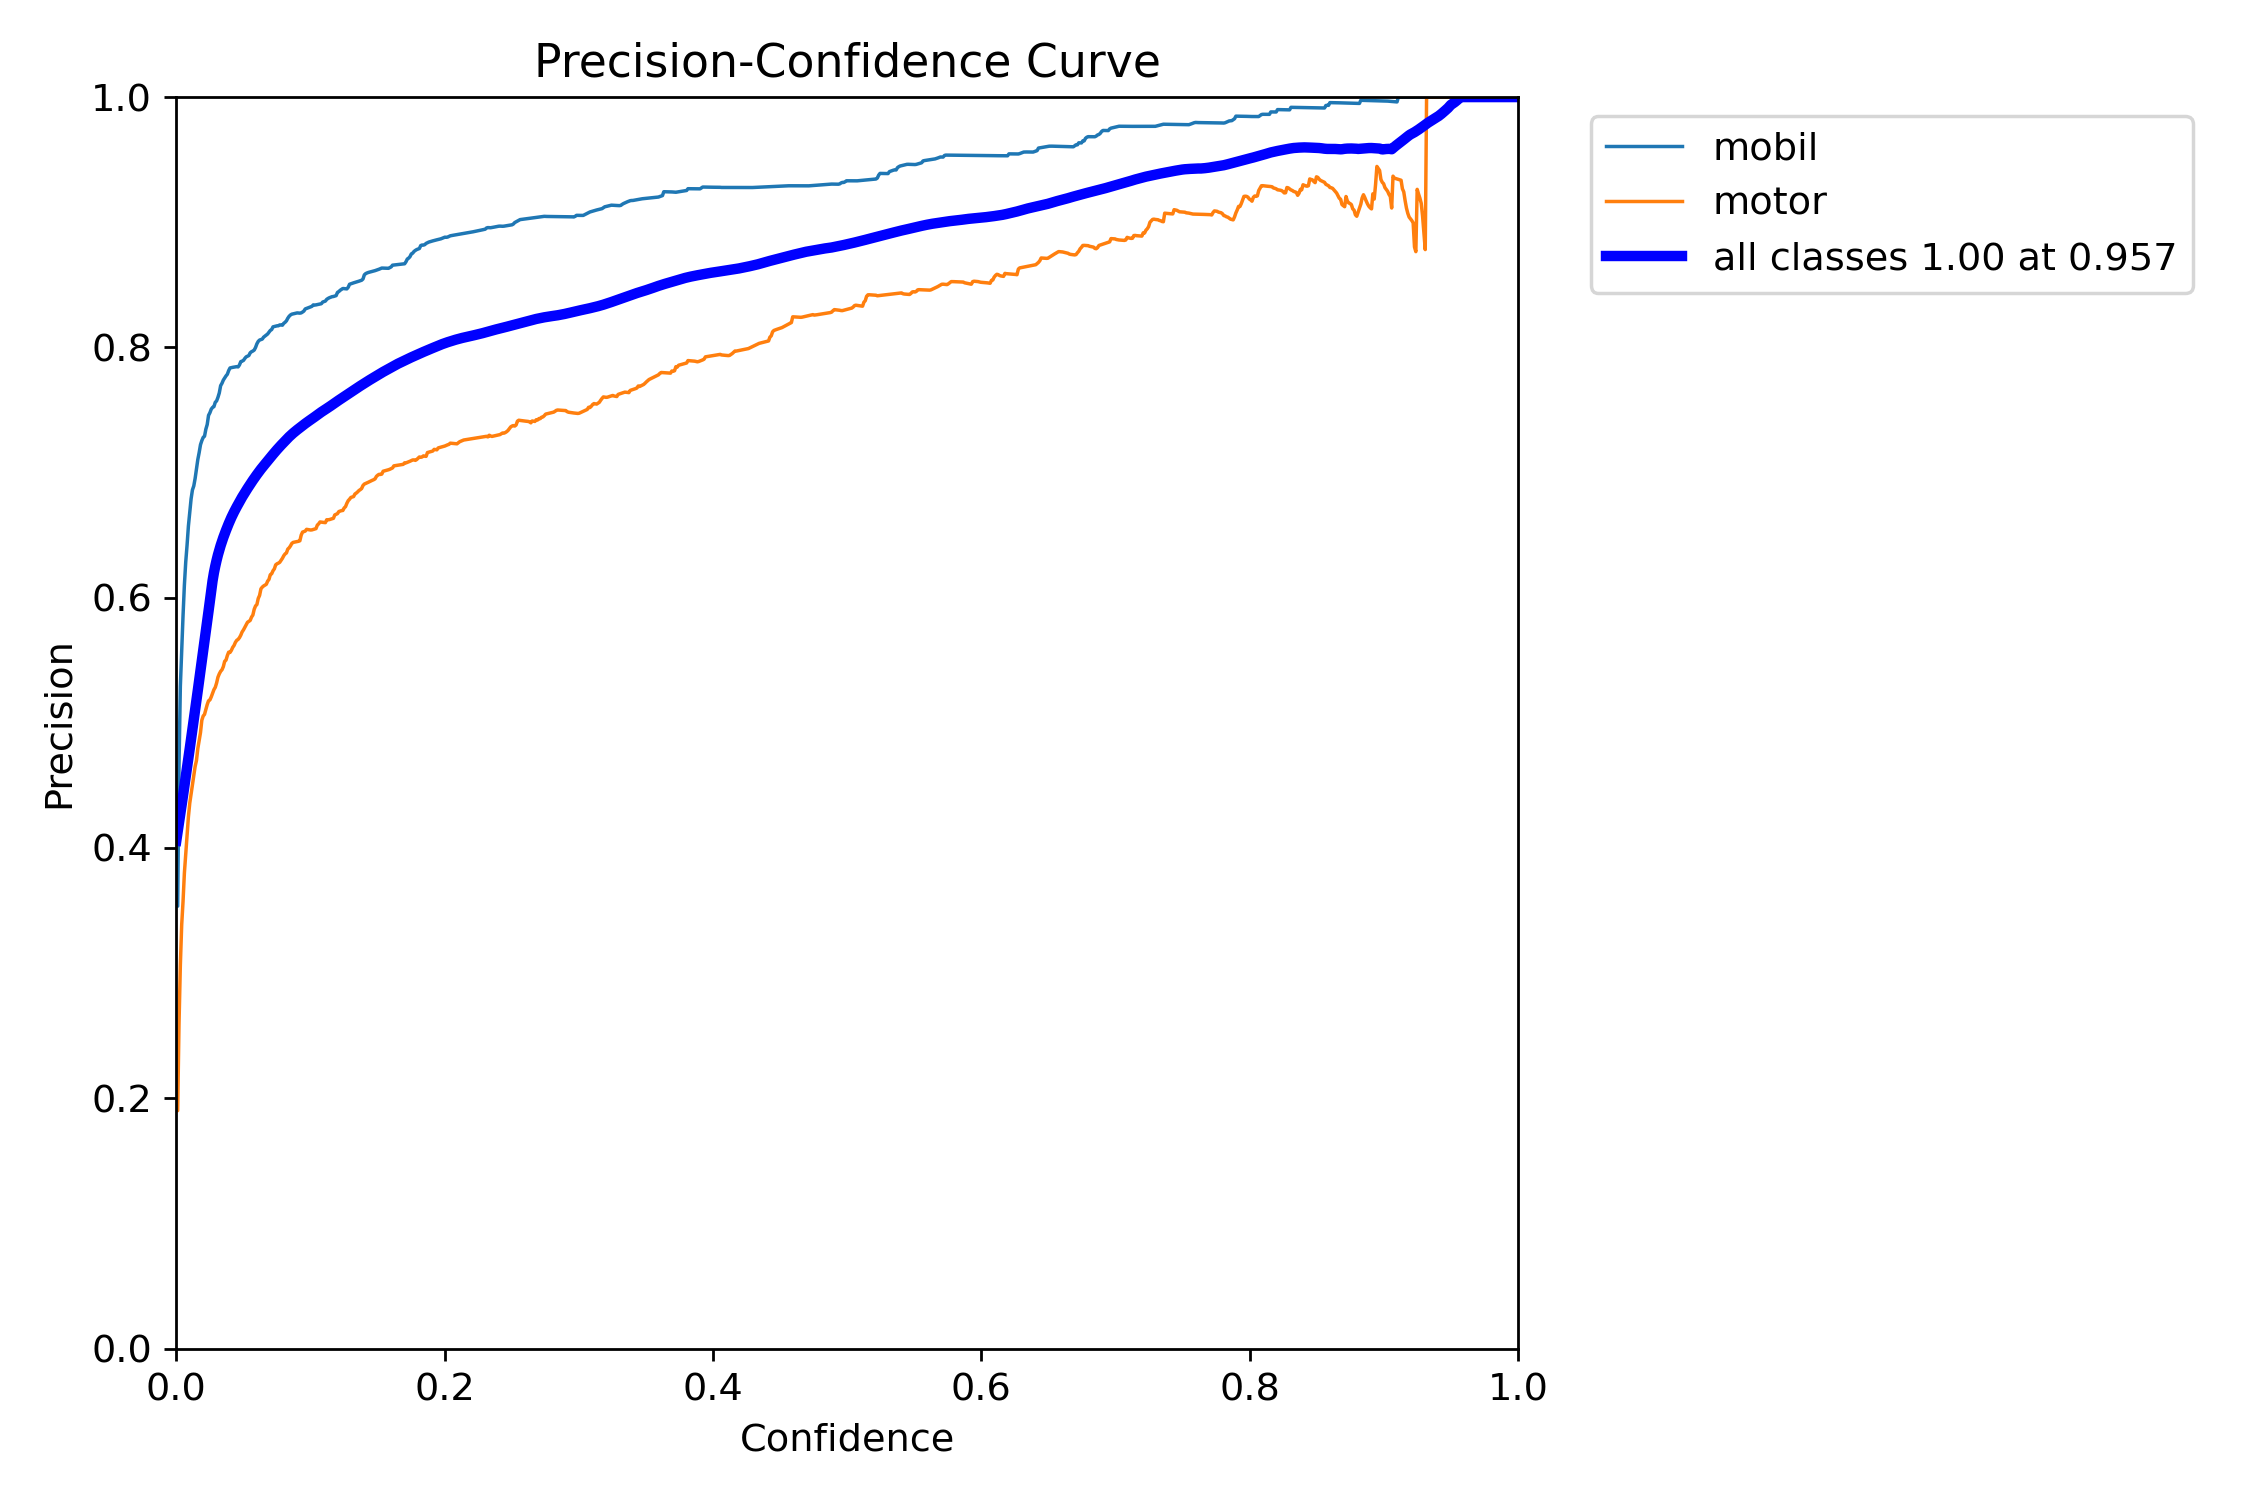 Precision-Confidence Curve
1.0
0.8
0.6
0.4
0.2
0.0
Precision
0.0 0.2 0.4 0.6 0.8 1.0
Confidence
mobil
motor
all classes 1.00 at 0.957